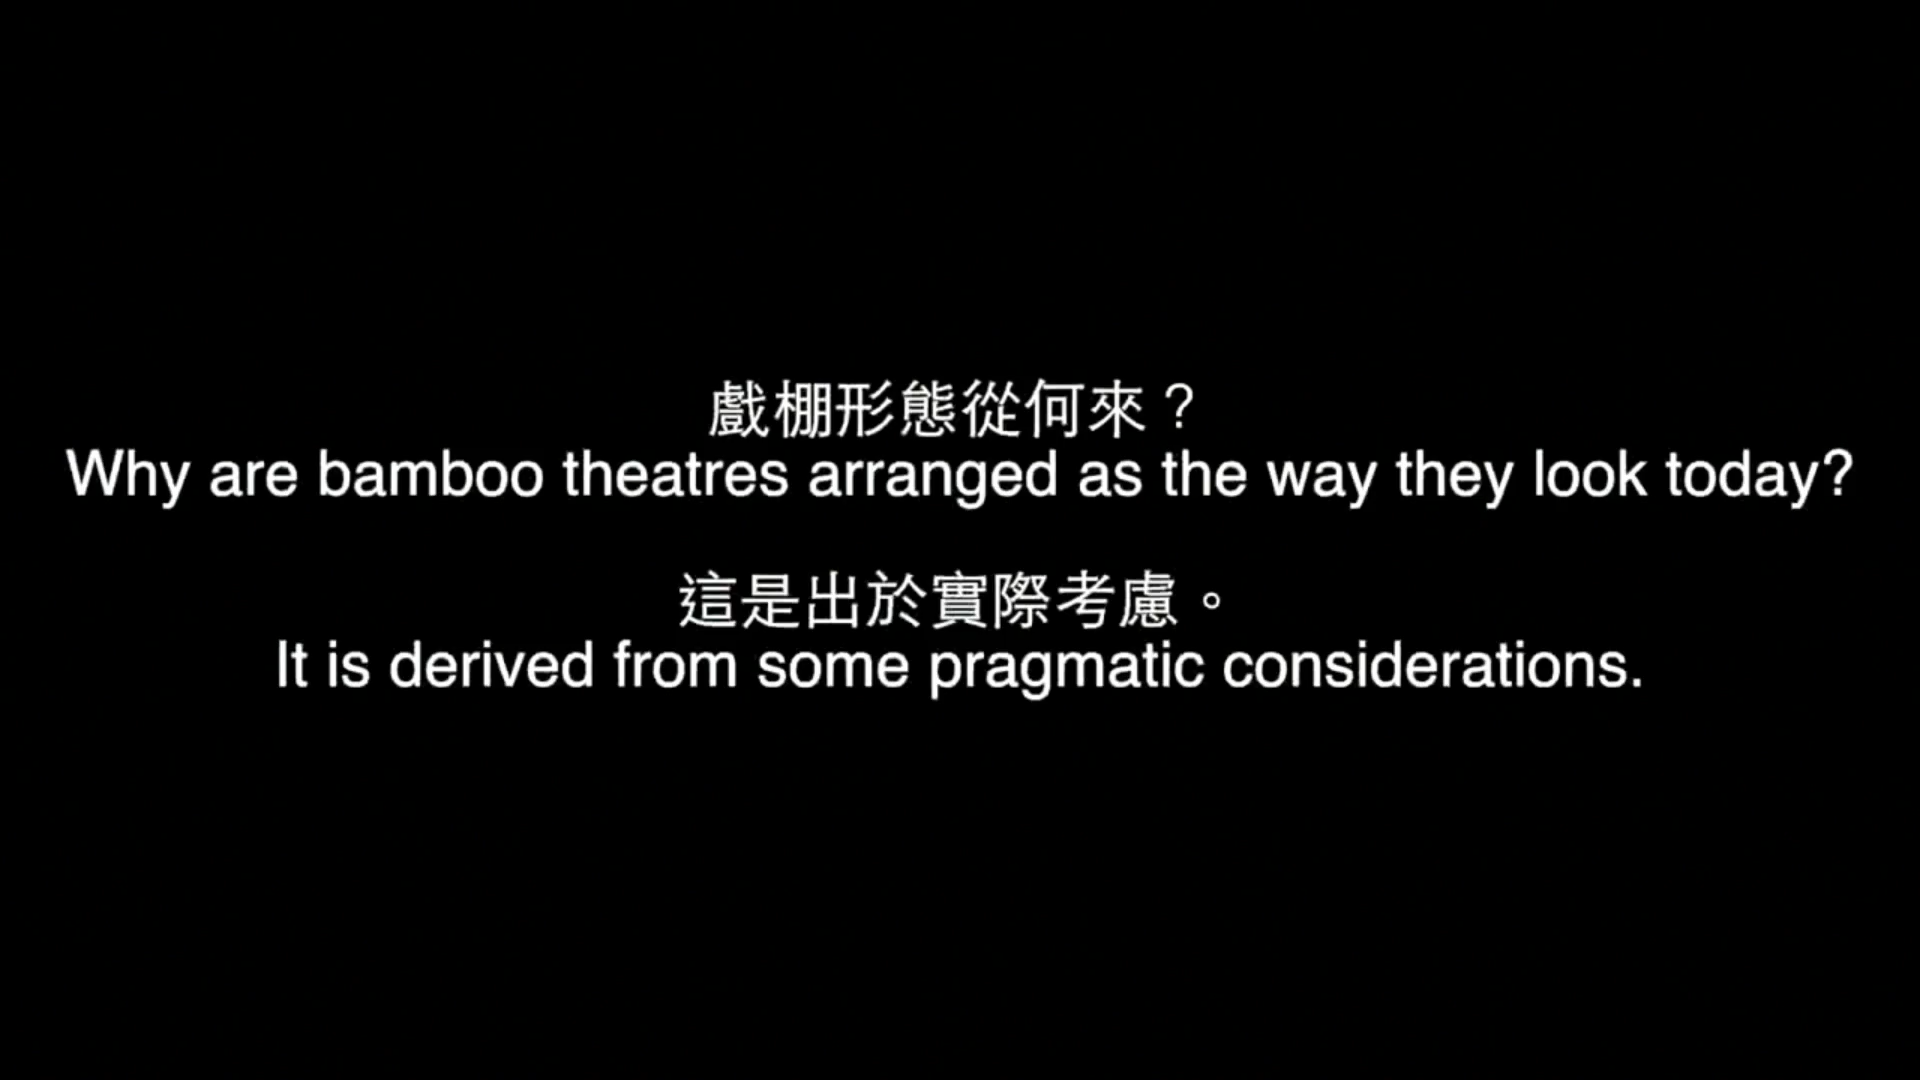 戲棚形態從何來？
Why are bamboo theatres arranged as the way they look today?
這是出於實際考慮。
It is derived from some pragmatic considerations.